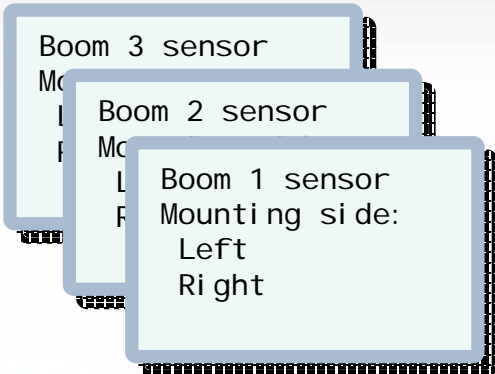 Boom 3 sensor
Boom 2 sensor
Boom 1 sensor
Mounting side:
Left
Right